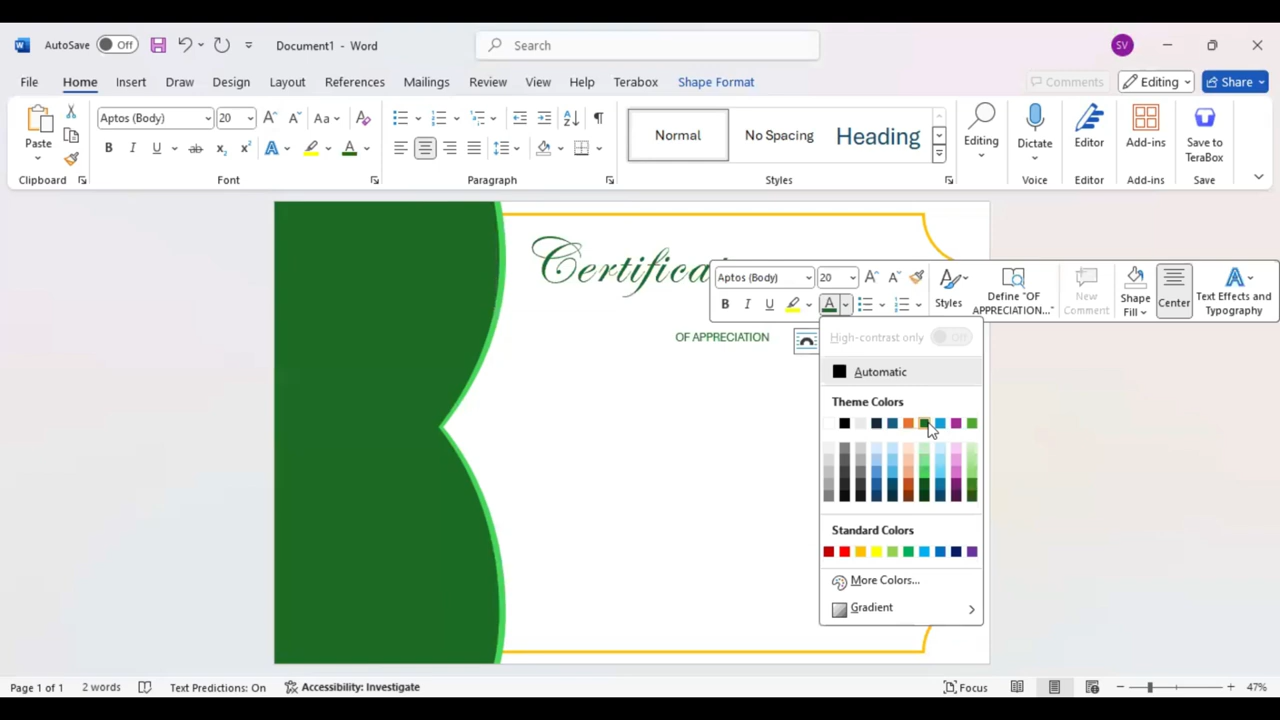 AutoSave Off Document1 - Word Search SV
File Home Insert Draw Design Layout References Mailings Review View Help Terabox Shape Format Comments Editing Share
Paste Aptos (Body) 20 Aa Normal No Spacing Heading Editing Dictate Editor Add-ins Save to TeraBox
Clipboard Font Paragraph Styles Voice Editor Add-ins Save
Aptos (Body) 20 Styles Define "OF APPRECIATION..." New Comment Shape Fill Center Text Effects and Typography
OF APPRECIATION
High-contrast only Off
Automatic
Theme Colors
Standard Colors
More Colors...
Gradient
Page 1 of 1 2 words Text Predictions: On Accessibility: Investigate Focus 47%